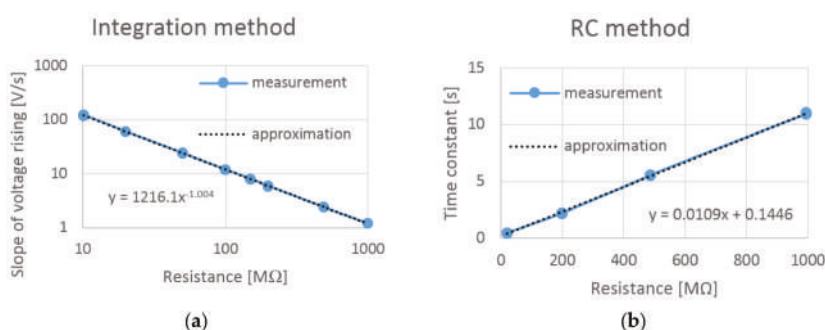 Integration method
Slope of voltage rising [V/s]
1000
100
10
1
measurement
approximation
y = 1216.1x-1.004
10
100
1000
Resistance [MΩ]
(a)
RC method
Time constant [s]
15
10
5
0
measurement
approximation
y = 0.0109x + 0.1446
0
200
400
600
800
1000
Resistance [MΩ]
(b)